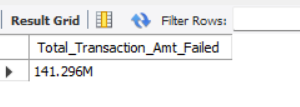 Result Grid Filter Rows:
Total_Transaction_Amt_Failed
141.296M